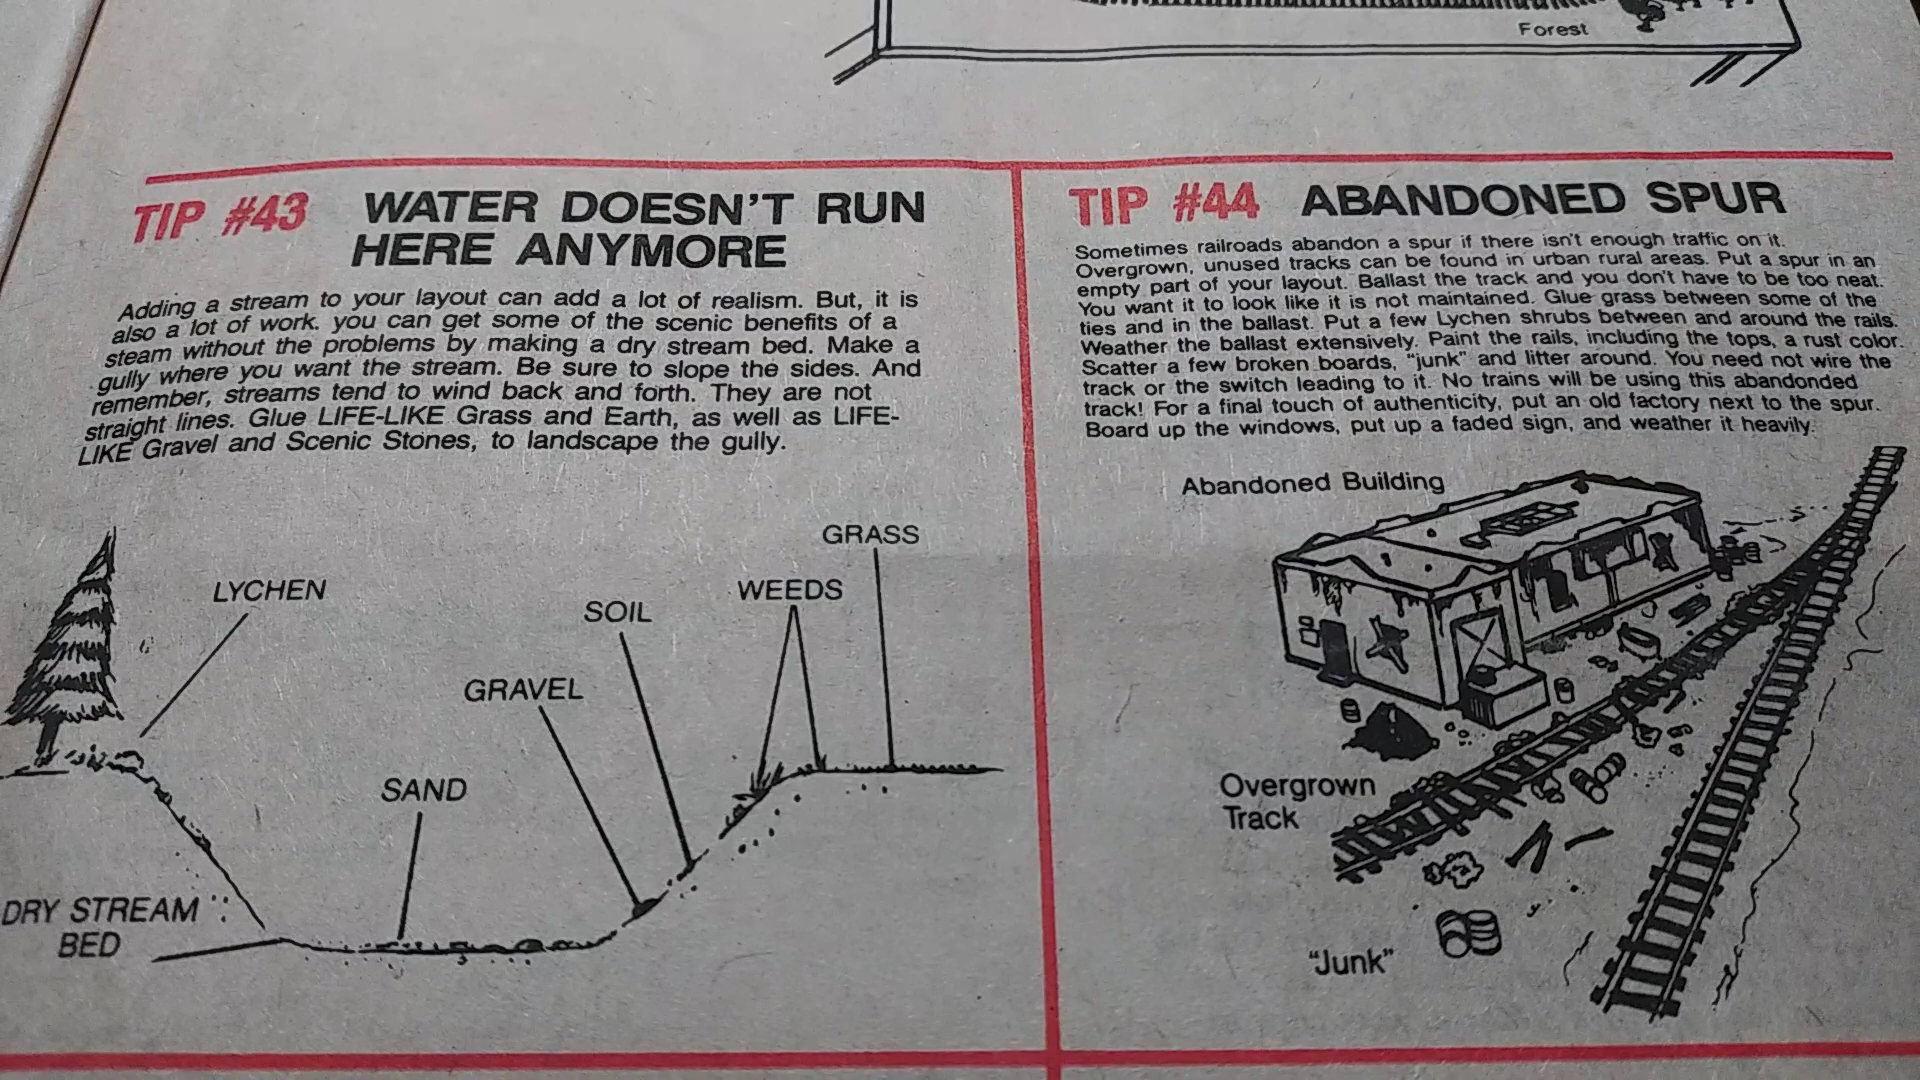 Forest
TIP #43 WATER DOESN'T RUN
HERE ANYMORE
Adding a stream to your layout can add a lot of realism. But, it is
also a lot of work. you can get some of the scenic benefits of a
steam without the problems by making a dry stream bed. Make a
gully where you want the stream. Be sure to slope the sides. And
remember, streams tend to wind back and forth. They are not
straight lines. Glue LIFE-LIKE Grass and Earth, as well as LIFE-
LIKE Gravel and Scenic Stones, to landscape the gully.
GRASS
LYCHEN
WEEDS
SOIL
GRAVEL
SAND
DRY STREAM
BED
TIP #44 ABANDONED SPUR
Sometimes railroads abandon a spur if there isn't enough traffic on it.
Overgrown, unused tracks can be found in urban rural areas. Put a spur in an
empty part of your layout. Ballast the track and you don't have to be too neat.
You want it to look like it is not maintained. Glue grass between some of the
ties and in the ballast. Put a few Lychen shrubs between and around the rails.
Weather the ballast extensively. Paint the rails, including the tops, a rust color.
Scatter a few broken boards, "junk" and litter around. You need not wire the
track or the switch leading to it. No trains will be using this abandonded
track! For a final touch of authenticity, put an old factory next to the spur.
Board up the windows, put up a faded sign, and weather it heavily.
Abandoned Building
Overgrown
Track
"Junk"